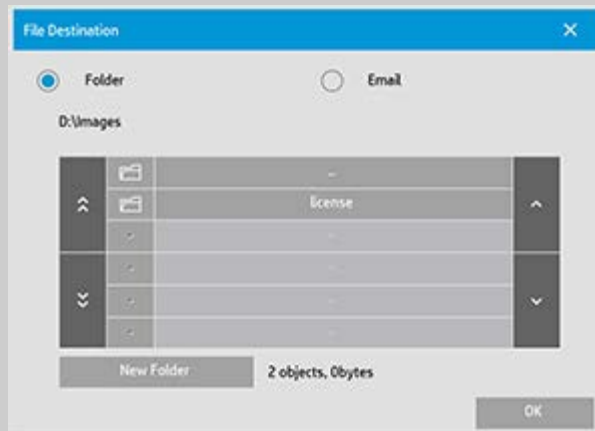 File Destination
Folder
Email
D:\Images
..
license
New Folder
2 objects, 0bytes
OK